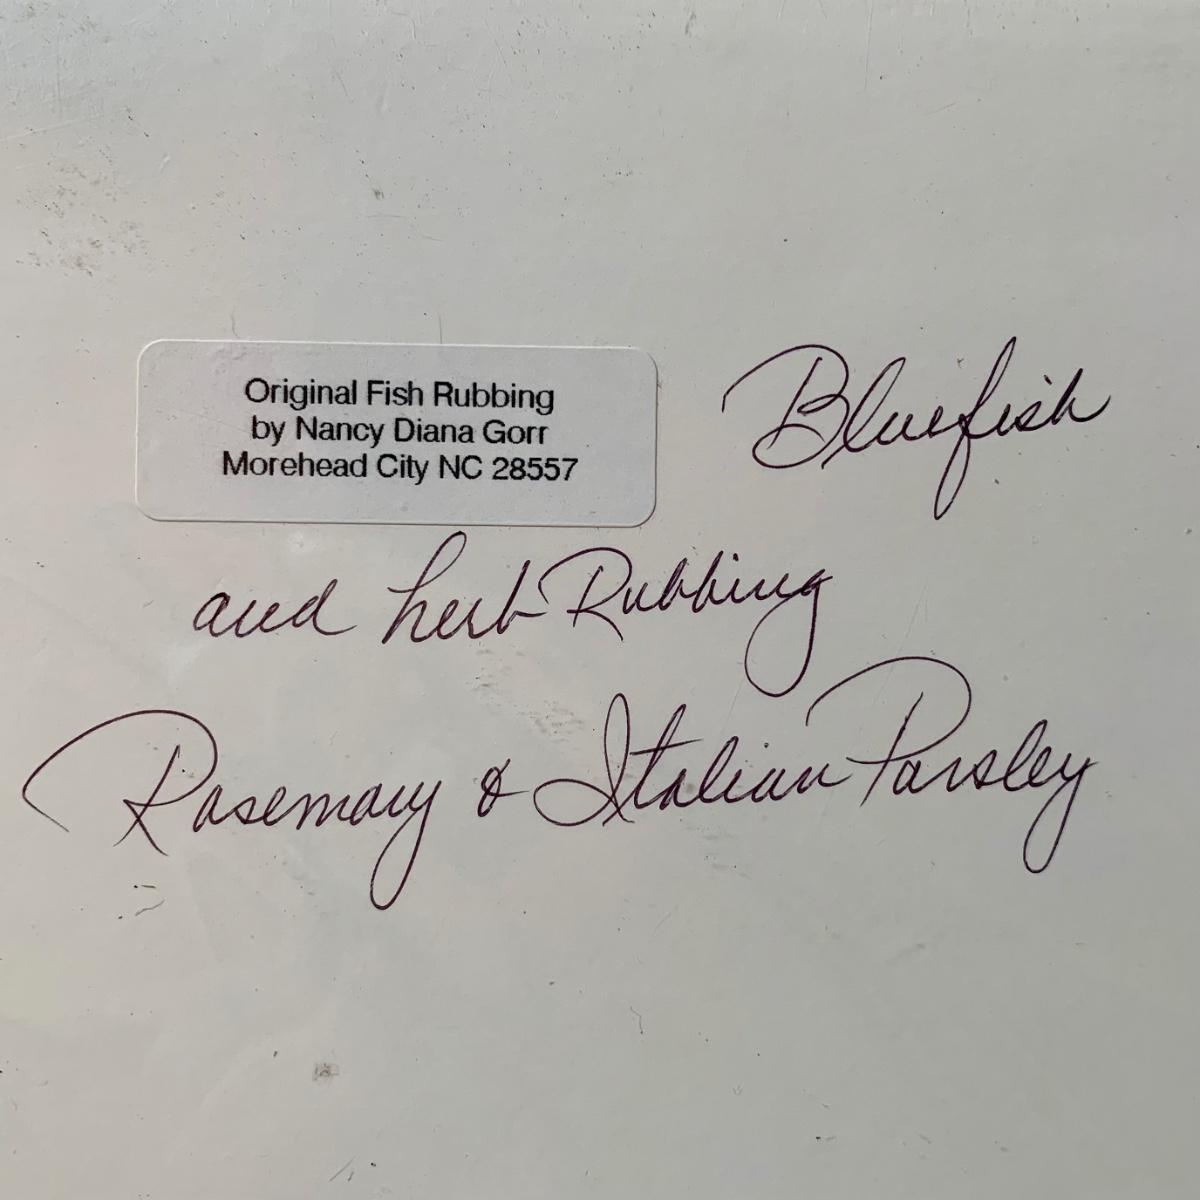 Original Fish Rubbing
by Nancy Diana Gorr
Morehead City NC 28557
Bluefish
and herb Rubbing
Rosemary & Italian Parsley